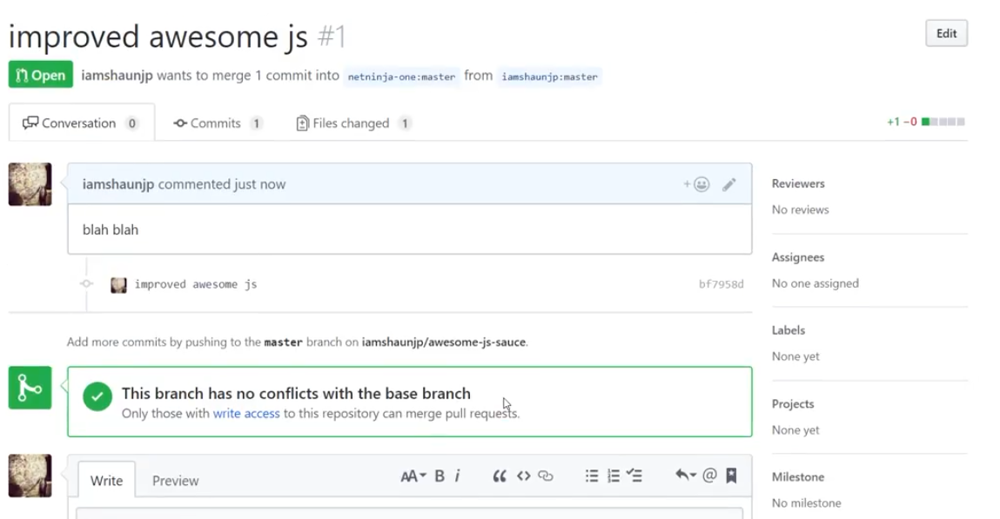 improved awesome js #1
Edit
Open iamshaunjp wants to merge 1 commit into netninja-one:master from iamshaunjp:master
Conversation 0 Commits 1 Files changed 1 +1 −0
iamshaunjp commented just now
blah blah
improved awesome js bf7958d
Add more commits by pushing to the master branch on iamshaunjp/awesome-js-sauce.
This branch has no conflicts with the base branch
Only those with write access to this repository can merge pull requests.
Write Preview AA B i @
Reviewers
No reviews
Assignees
No one assigned
Labels
None yet
Projects
None yet
Milestone
No milestone